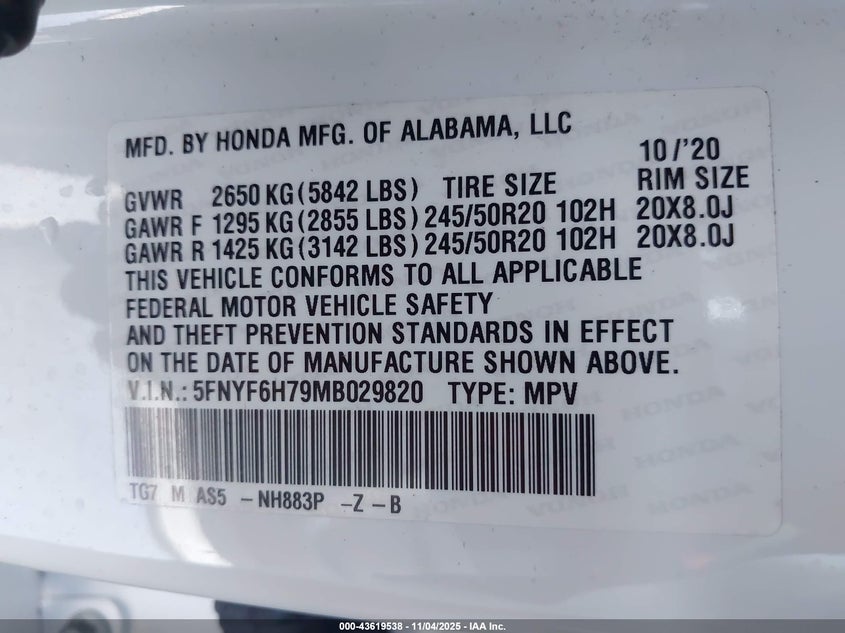 MFD. BY HONDA MFG. OF ALABAMA, LLC
10/'20
GVWR 2650 KG (5842 LBS) TIRE SIZE RIM SIZE
GAWR F 1295 KG (2855 LBS) 245/50R20 102H 20X8.0J
GAWR R 1425 KG (3142 LBS) 245/50R20 102H 20X8.0J
THIS VEHICLE CONFORMS TO ALL APPLICABLE
FEDERAL MOTOR VEHICLE SAFETY
AND THEFT PREVENTION STANDARDS IN EFFECT
ON THE DATE OF MANUFACTURE SHOWN ABOVE.
V.I.N.: 5FNYF6H79MB029820 TYPE: MPV
TG7 M AS5 -NH883P -Z -B
000-43619538 - 11/04/2025 - IAA Inc.